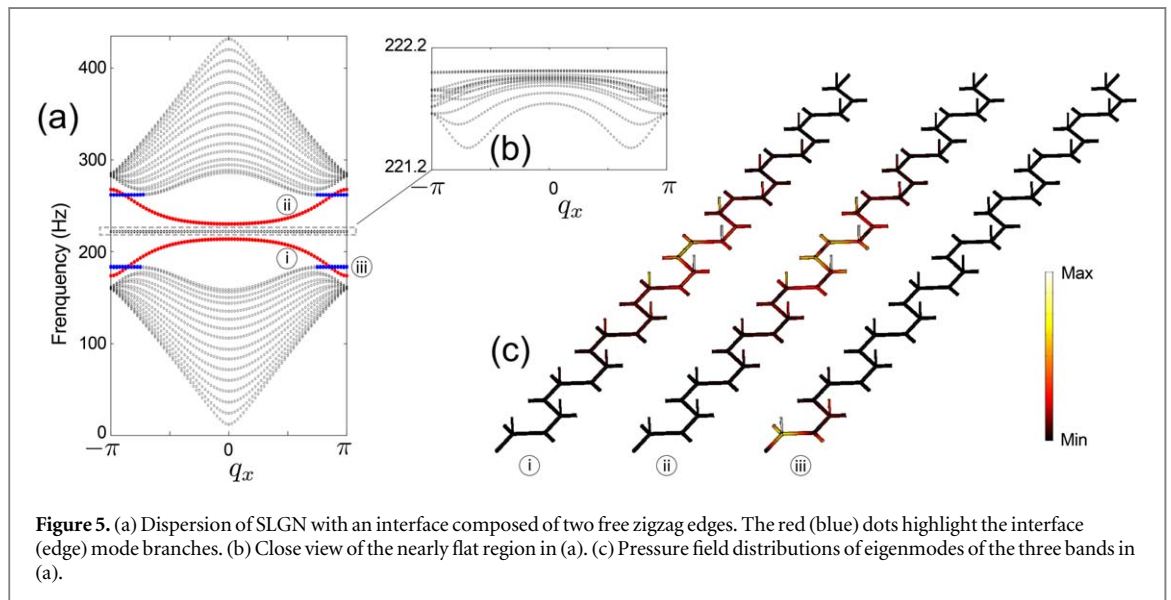 400
300
200
100
0
Frenquency (Hz)
(a)
ii
i
iii
−π
0
π
qₓ
222.2
221.2
(b)
−π
0
π
qₓ
(c)
i
ii
iii
Max
Min
Figure 5. (a) Dispersion of SLGN with an interface composed of two free zigzag edges. The red (blue) dots highlight the interface
(edge) mode branches. (b) Close view of the nearly flat region in (a). (c) Pressure field distributions of eigenmodes of the three bands in
(a).